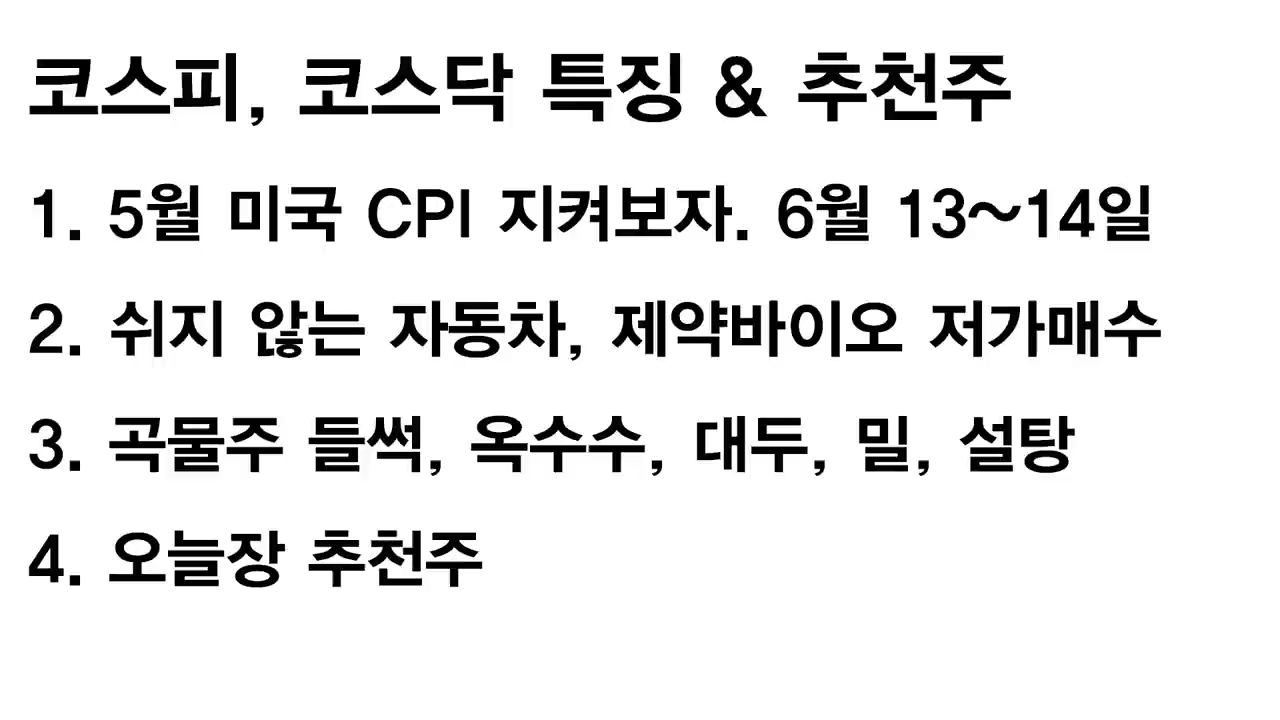 코스피, 코스닥 특징 & 추천주
1. 5월 미국 CPI 지켜보자. 6월 13~14일
2. 쉬지 않는 자동차, 제약바이오 저가매수
3. 곡물주 들썩, 옥수수, 대두, 밀, 설탕
4. 오늘장 추천주